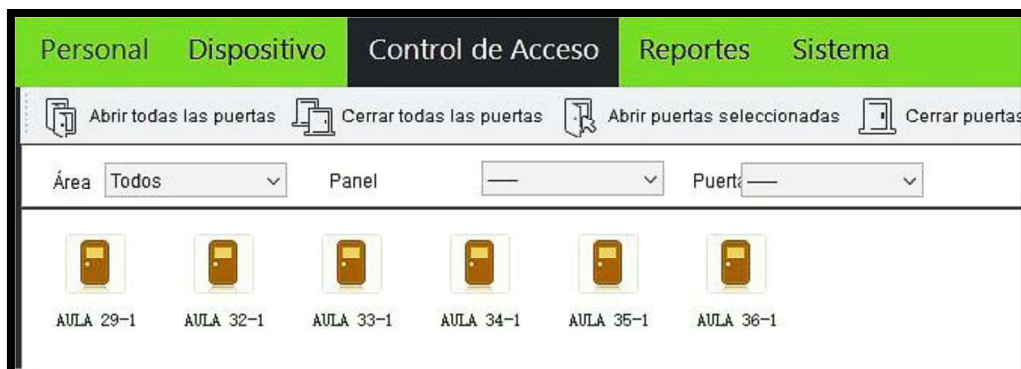 Personal Dispositivo Control de Acceso Reportes Sistema
Abrir todas las puertas Cerrar todas las puertas Abrir puertas seleccionadas Cerrar puertas
Área Todos Panel — Puerta —
AULA 29-1 AULA 32-1 AULA 33-1 AULA 34-1 AULA 35-1 AULA 36-1